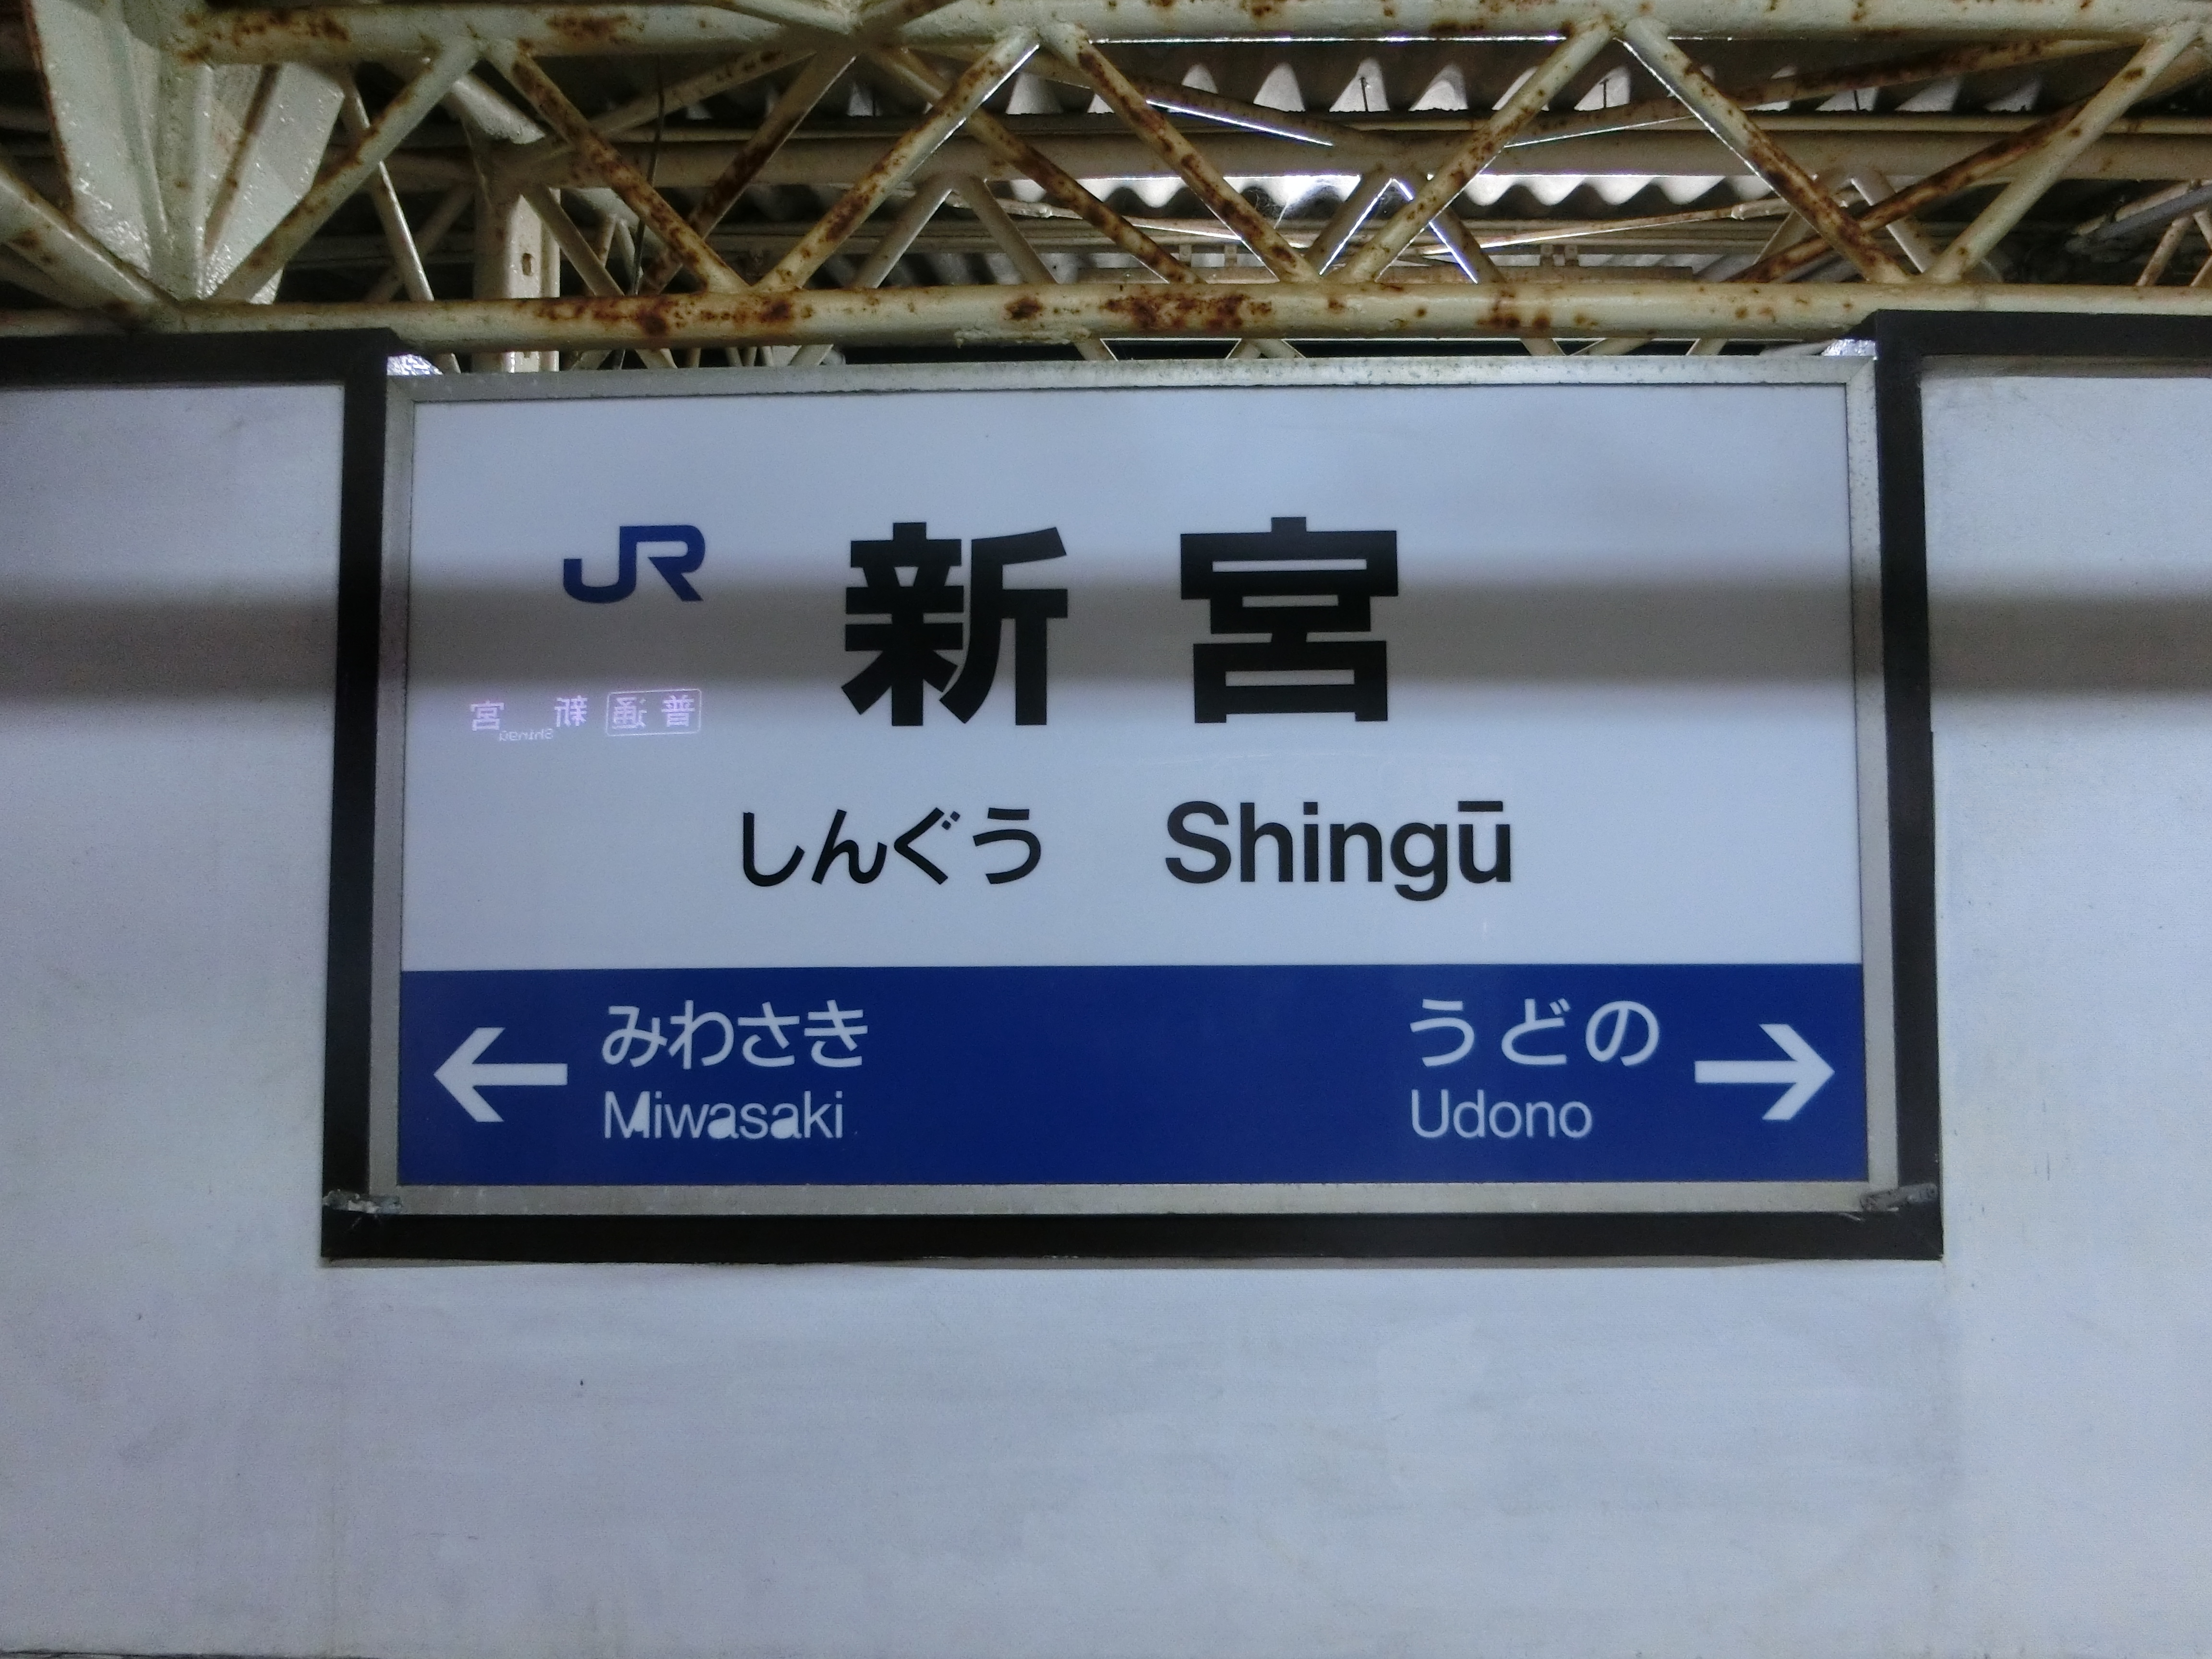 JR 新宮
普通 新宮
Shingū
しんぐう Shingū
← みわさき
Miwasaki
うどの →
Udono